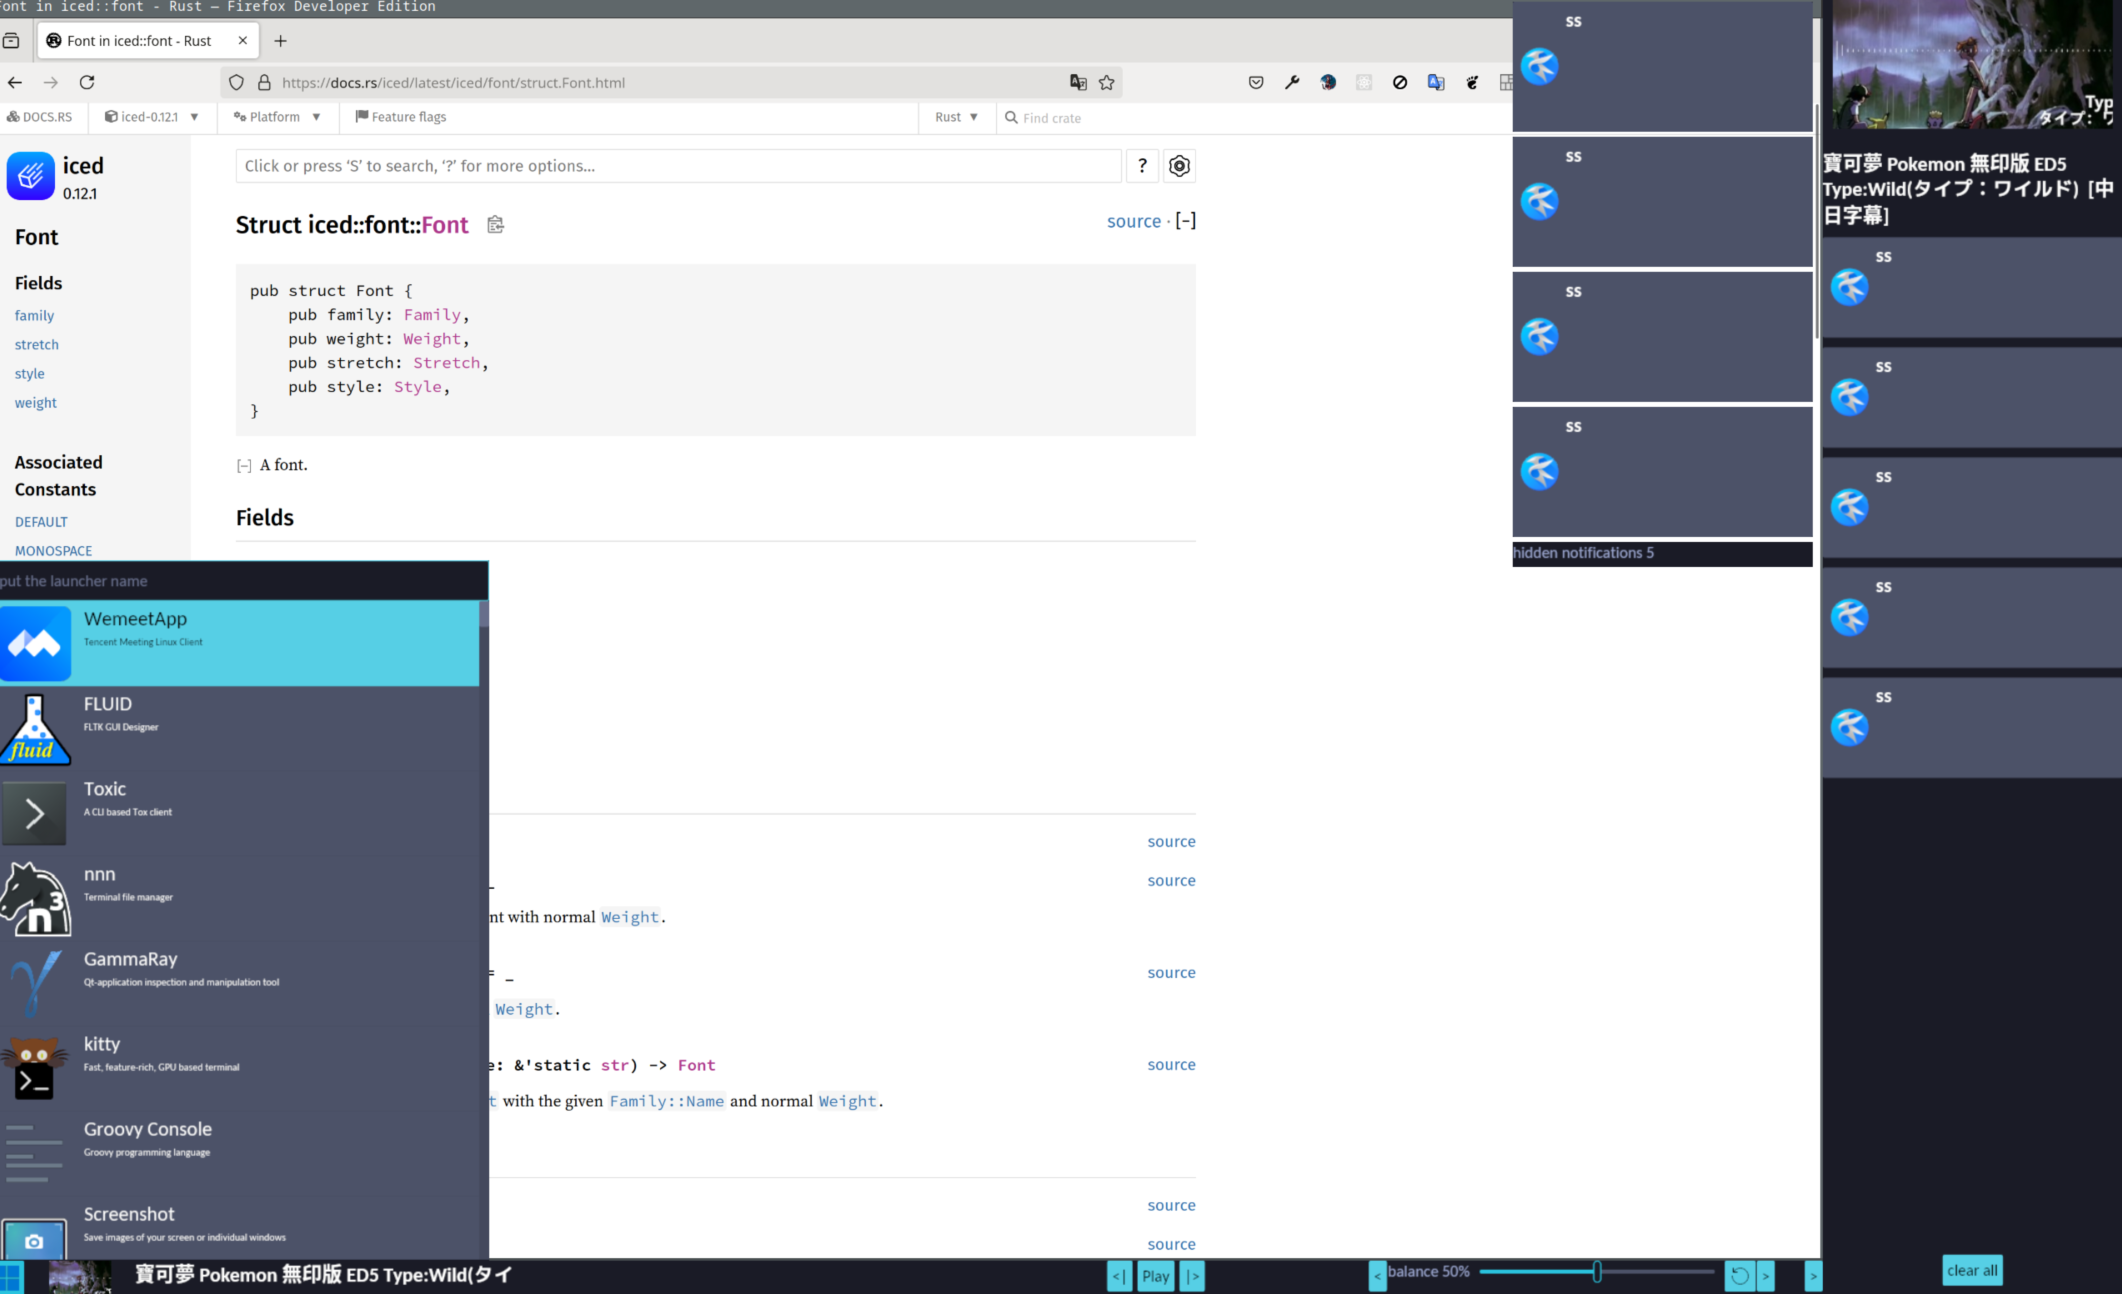 Font in iced::font - Rust — Firefox Developer Edition
Font in iced::font - Rust
https://docs.rs/iced/latest/iced/font/struct.Font.html
DOCS.RS
iced-0.12.1
Platform
Feature flags
Rust
Find crate
iced
0.12.1
Font
Fields
family
stretch
style
weight
Associated
Constants
DEFAULT
MONOSPACE
Click or press ‘S’ to search, ‘?’ for more options…
?
Struct iced::font::Font
source · [-]
pub struct Font {
pub family: Family,
pub weight: Weight,
pub stretch: Stretch,
pub style: Style,
}
[-] A font.
Fields
source
source
nt with normal Weight.
source
Weight.
e: &'static str) -> Font
source
t with the given Family::Name and normal Weight.
source
source
put the launcher name
WemeetApp
Tencent Meeting Linux Client
FLUID
FLTK GUI Designer
fluid
Toxic
A CLI based Tox client
nnn
Terminal file manager
n3
GammaRay
Qt-application inspection and manipulation tool
kitty
Fast, feature-rich, GPU based terminal
Groovy Console
Groovy programming language
Screenshot
Save images of your screen or individual windows
ss
ss
ss
ss
hidden notifications 5
Typ
タイプ：ワ
寶可夢 Pokemon 無印版 ED5
Type:Wild(タイプ：ワイルド) [中
日字幕]
ss
ss
ss
ss
ss
clear all
寶可夢 Pokemon 無印版 ED5 Type:Wild(タイ
<|
Play
|>
<
balance 50%
>
>